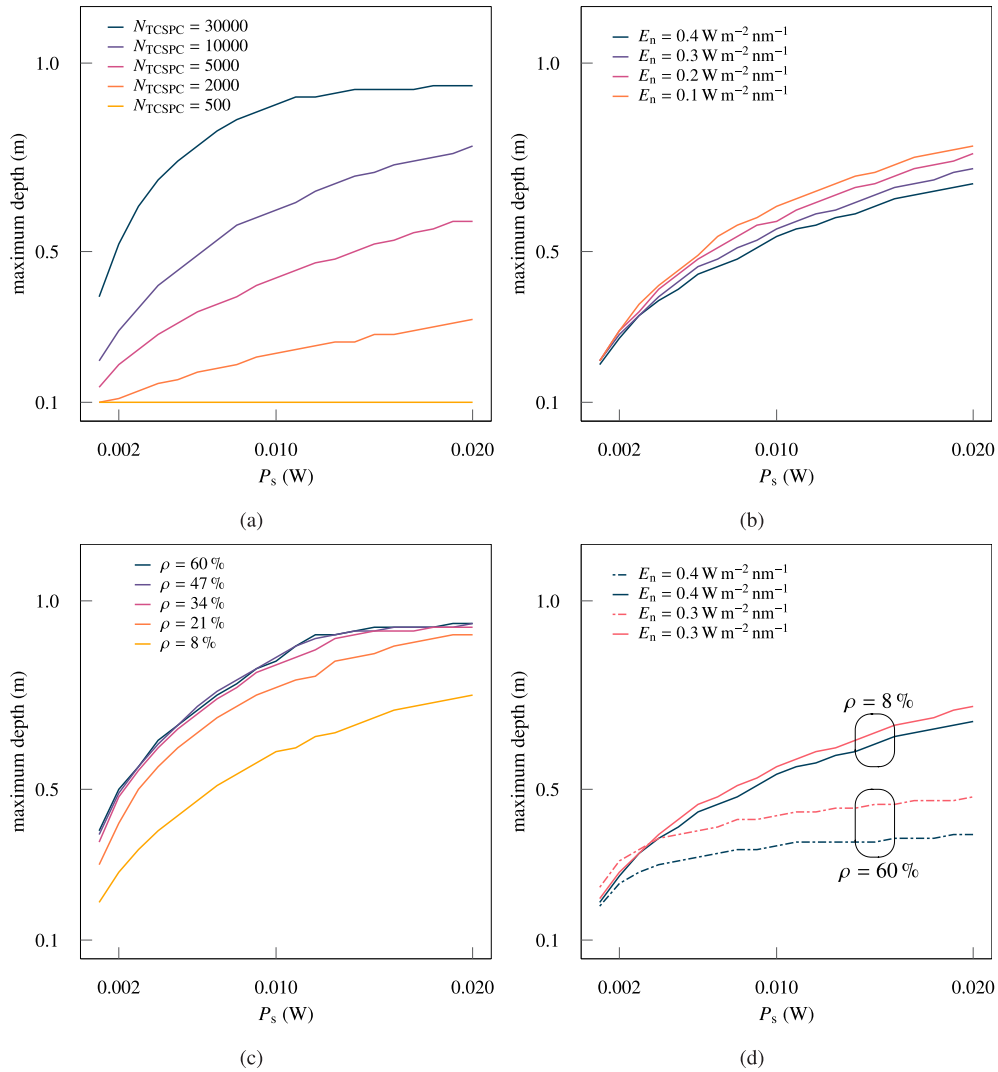 N_TCSPC = 30000
N_TCSPC = 10000
N_TCSPC = 5000
N_TCSPC = 2000
N_TCSPC = 500
1.0
0.5
0.1
maximum depth (m)
0.002 0.010 0.020
P_s (W)
(a)
E_n = 0.4 W m⁻² nm⁻¹
E_n = 0.3 W m⁻² nm⁻¹
E_n = 0.2 W m⁻² nm⁻¹
E_n = 0.1 W m⁻² nm⁻¹
1.0
0.5
0.1
maximum depth (m)
0.002 0.010 0.020
P_s (W)
(b)
ρ = 60 %
ρ = 47 %
ρ = 34 %
ρ = 21 %
ρ = 8 %
1.0
0.5
0.1
maximum depth (m)
0.002 0.010 0.020
P_s (W)
(c)
E_n = 0.4 W m⁻² nm⁻¹
E_n = 0.4 W m⁻² nm⁻¹
E_n = 0.3 W m⁻² nm⁻¹
E_n = 0.3 W m⁻² nm⁻¹
1.0
0.5
0.1
maximum depth (m)
ρ = 8 %
ρ = 60 %
0.002 0.010 0.020
P_s (W)
(d)